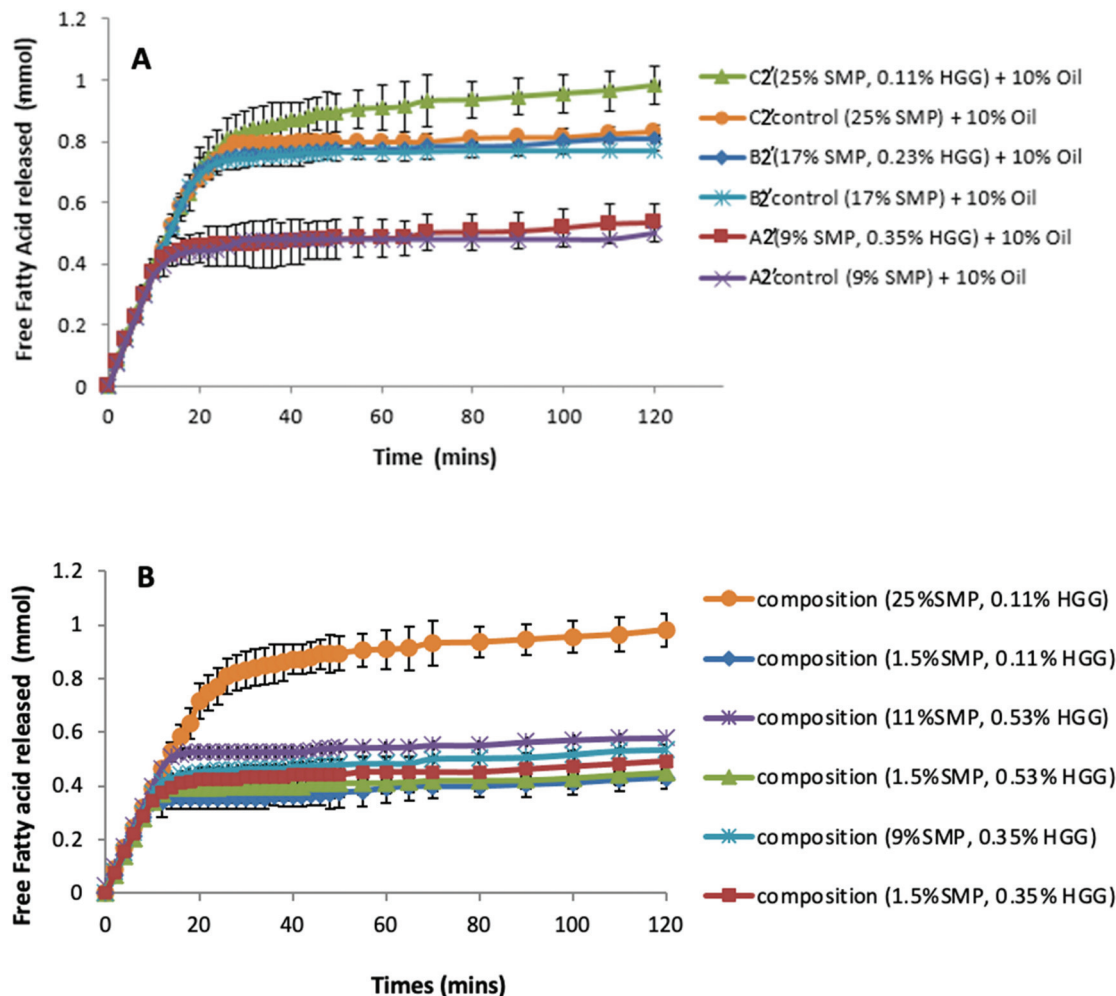 A
1.2
1
0.8
0.6
0.4
0.2
0
Free Fatty Acid released (mmol)
0 20 40 60 80 100 120
Time (mins)
C2′(25% SMP, 0.11% HGG) + 10% Oil
C2′control (25% SMP) + 10% Oil
B2′(17% SMP, 0.23% HGG) + 10% Oil
B2′control (17% SMP) + 10% Oil
A2′(9% SMP, 0.35% HGG) + 10% Oil
A2′control (9% SMP) + 10% Oil
B
1.2
1
0.8
0.6
0.4
0.2
0
Free Fatty acid released (mmol)
0 20 40 60 80 100 120
Times (mins)
composition (25%SMP, 0.11% HGG)
composition (1.5%SMP, 0.11% HGG)
composition (11%SMP, 0.53% HGG)
composition (1.5%SMP, 0.53% HGG)
composition (9%SMP, 0.35% HGG)
composition (1.5%SMP, 0.35% HGG)